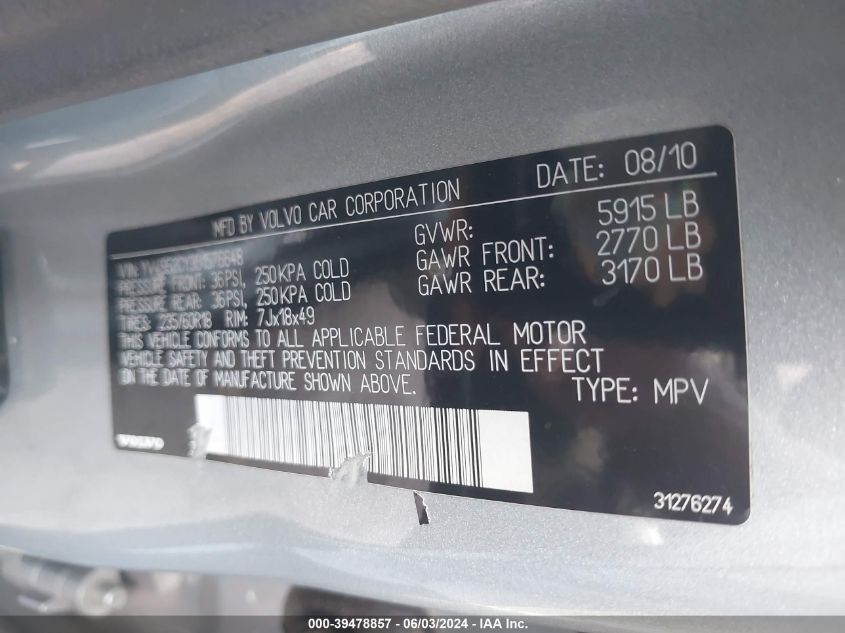 MFD BY VOLVO CAR CORPORATION
DATE: 08/10
VIN:
PRESSURE FRONT: 36PSI, 250KPA COLD
PRESSURE REAR: 36PSI, 250KPA COLD
TIRES: 235/60R18 RIM: 7Jx18x49
GVWR: 5915 LB
GAWR FRONT: 2770 LB
GAWR REAR: 3170 LB
THIS VEHICLE CONFORMS TO ALL APPLICABLE FEDERAL MOTOR
VEHICLE SAFETY AND THEFT PREVENTION STANDARDS IN EFFECT
ON THE DATE OF MANUFACTURE SHOWN ABOVE.
TYPE: MPV
VOLVO
31276274
000-39478857 - 06/03/2024 - IAA Inc.